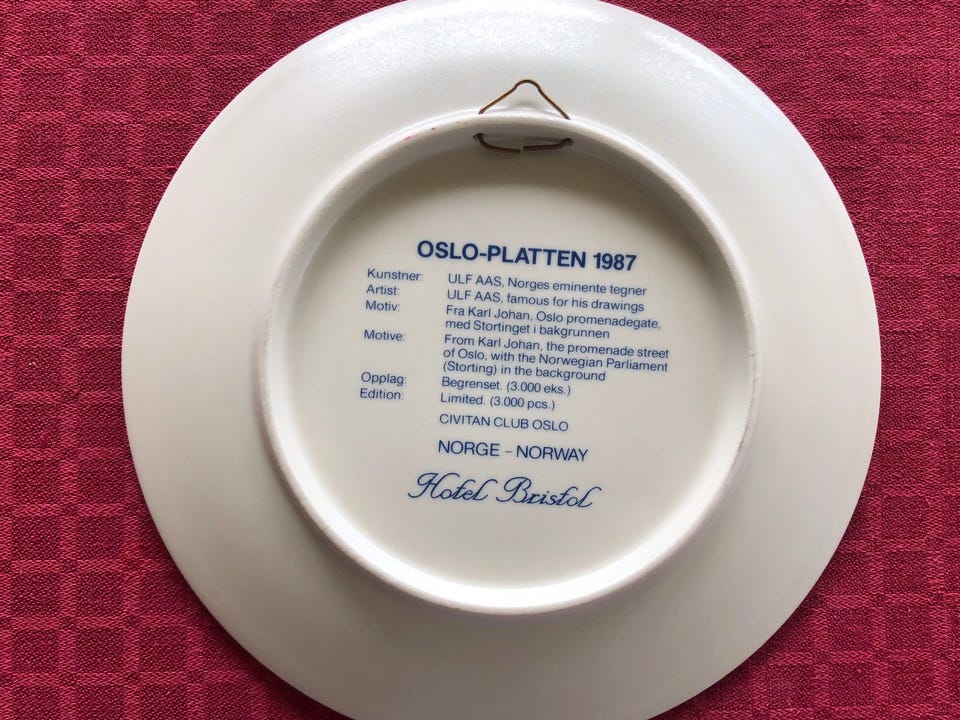 OSLO-PLATTEN 1987
Kunstner: ULF AAS, Norges eminente tegner
Artist: ULF AAS, famous for his drawings
Motiv: Fra Karl Johan, Oslo promenadegate,
med Stortinget i bakgrunnen
Motive: From Karl Johan, the promenade street
of Oslo, with the Norwegian Parliament
(Storting) in the background
Opplag: Begrenset. (3.000 eks.)
Edition: Limited. (3.000 pcs.)
CIVITAN CLUB OSLO
NORGE – NORWAY
Hotel Bristol